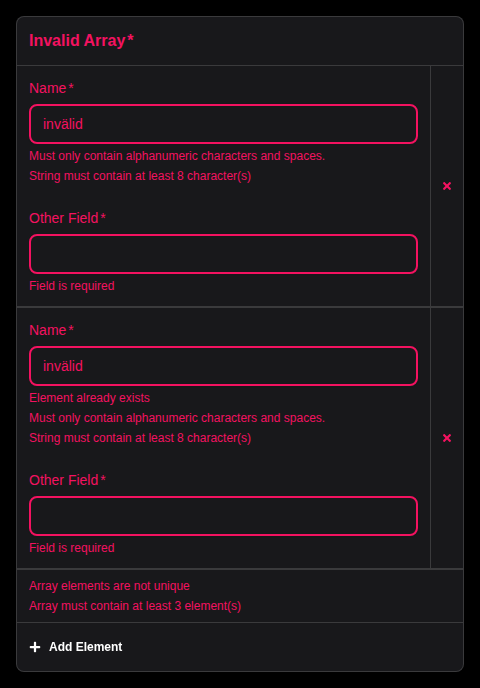 Invalid Array*
Name*
invälid
Must only contain alphanumeric characters and spaces.
String must contain at least 8 character(s)
Other Field*
Field is required
Name*
invälid
Element already exists
Must only contain alphanumeric characters and spaces.
String must contain at least 8 character(s)
Other Field*
Field is required
Array elements are not unique
Array must contain at least 3 element(s)
Add Element